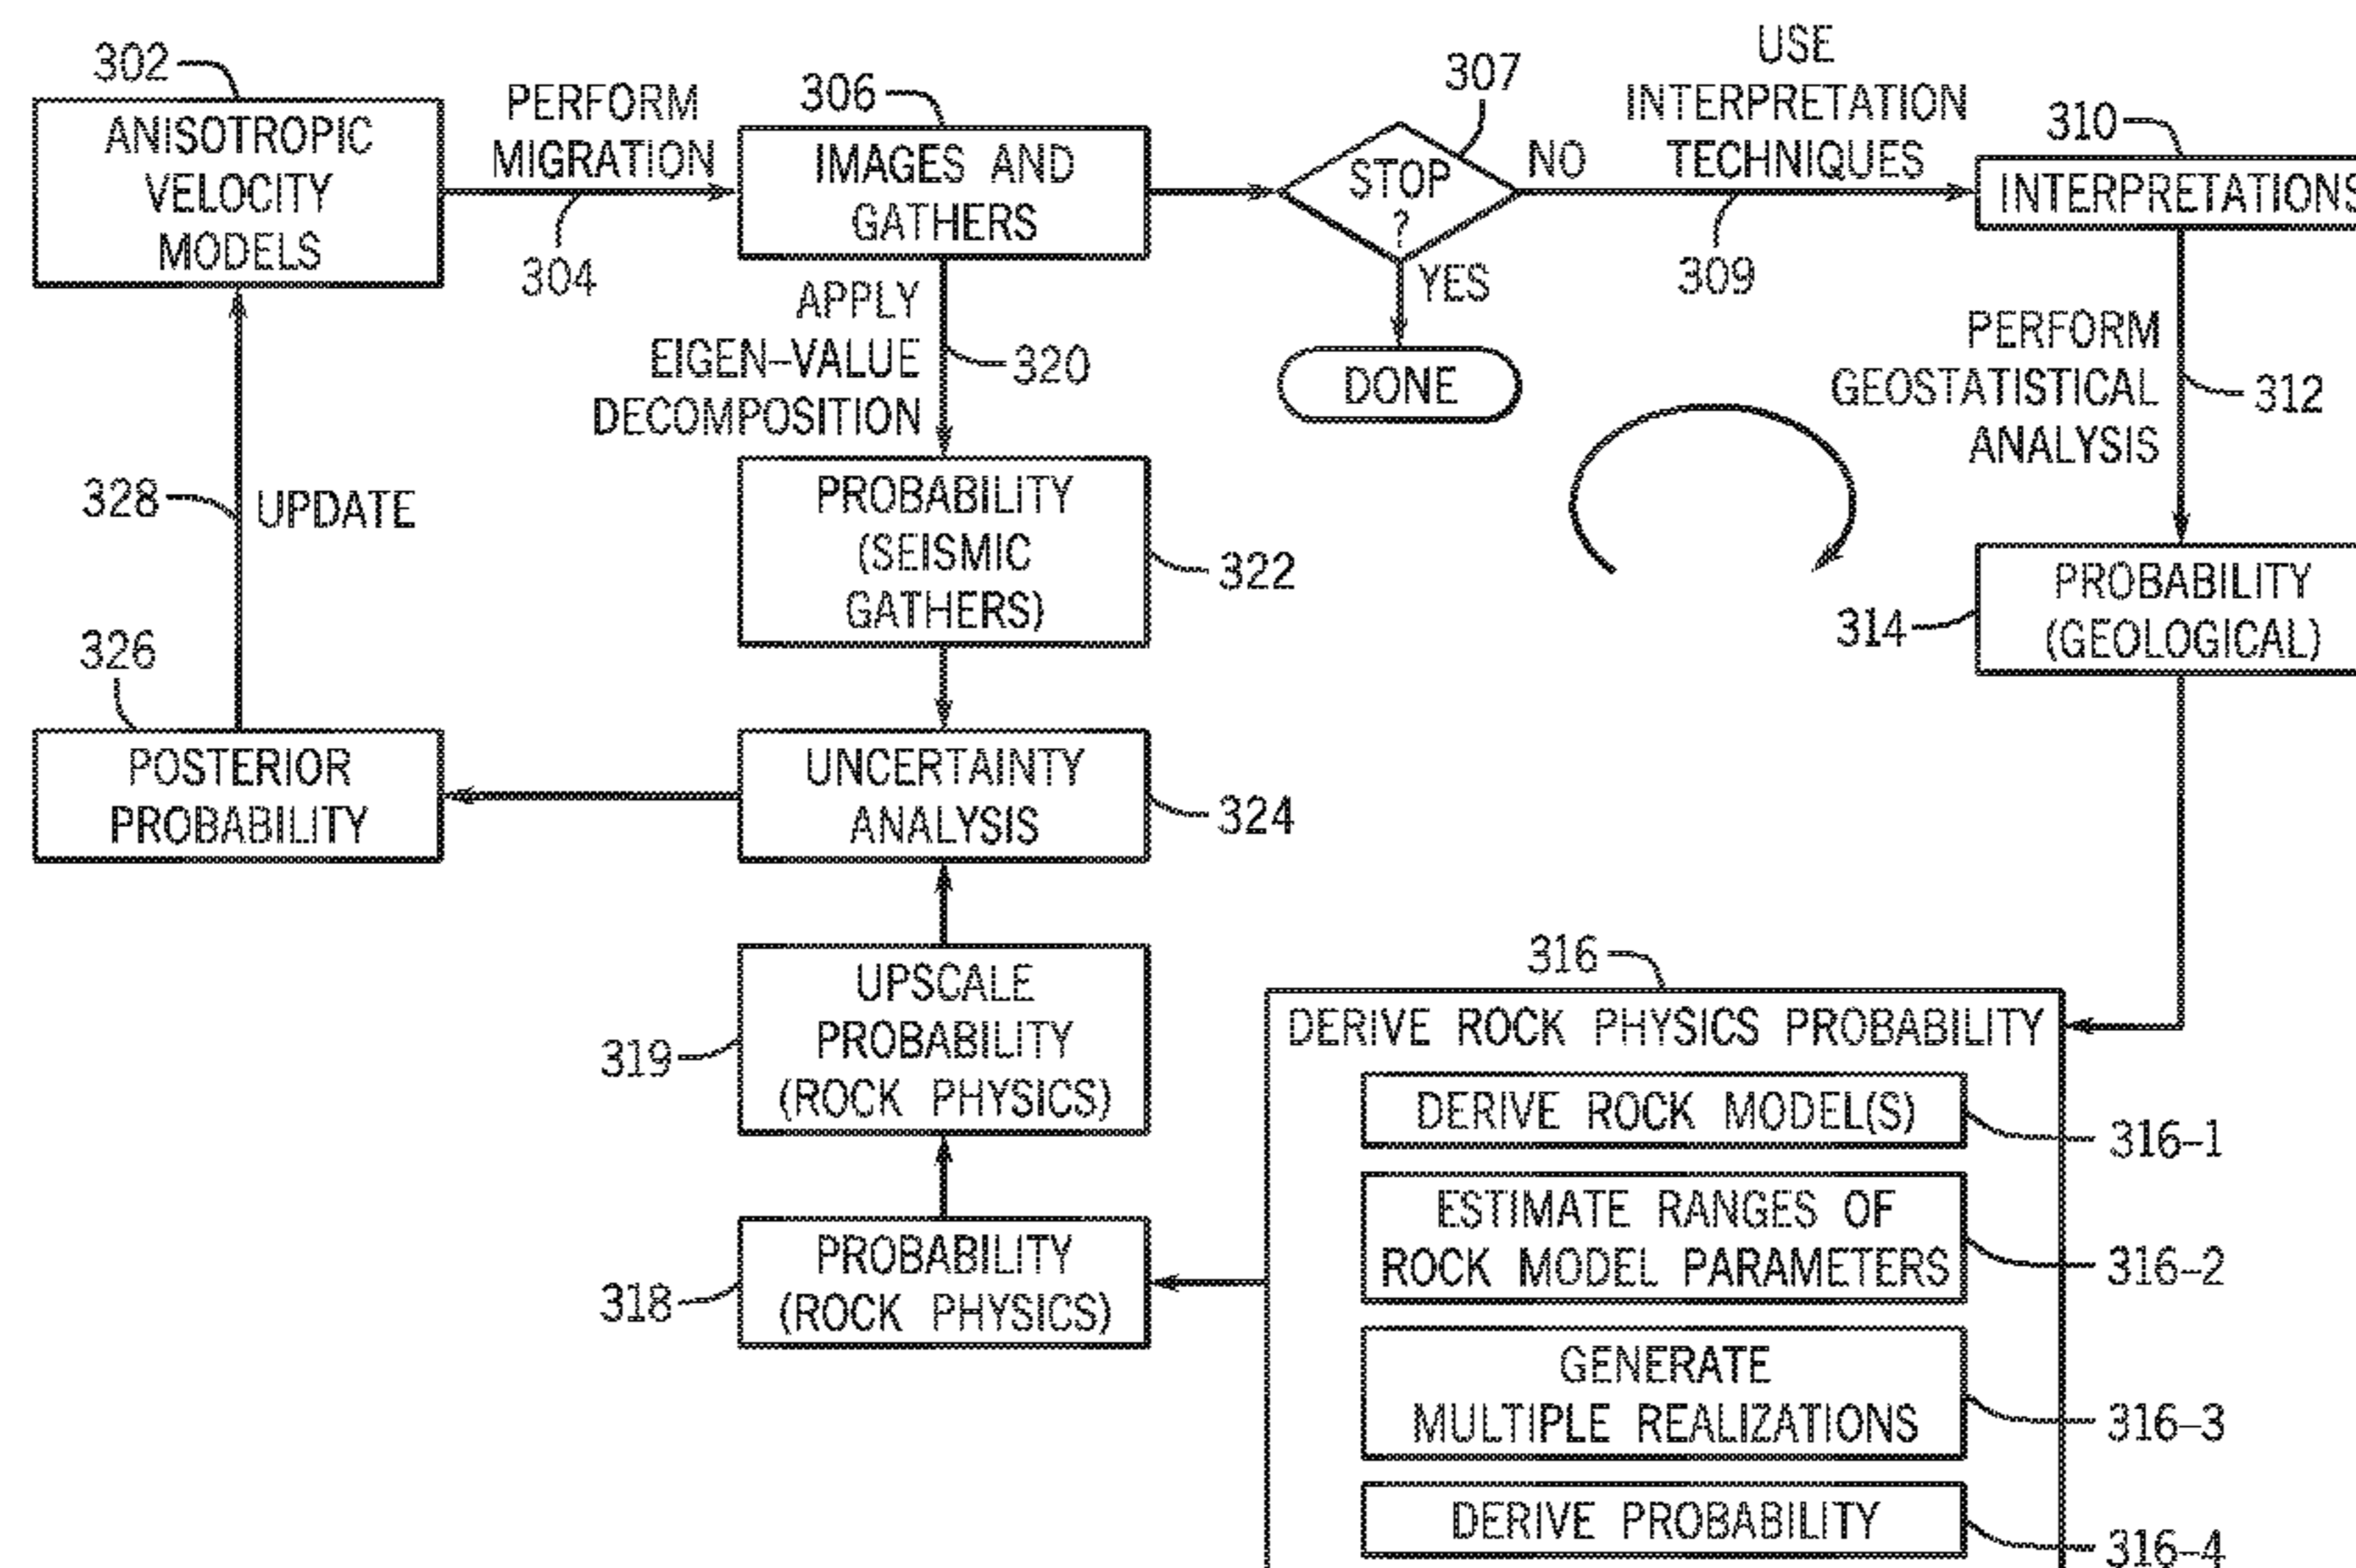 302
ANISOTROPIC
VELOCITY
MODELS
PERFORM
MIGRATION
304
306
IMAGES AND
GATHERS
307
STOP
?
NO
YES
DONE
USE
INTERPRETATION
TECHNIQUES
309
310
INTERPRETATIONS
PERFORM
GEOSTATISTICAL
ANALYSIS
312
APPLY
EIGEN-VALUE
DECOMPOSITION
320
328
UPDATE
PROBABILITY
(SEISMIC
GATHERS)
322
314
PROBABILITY
(GEOLOGICAL)
326
POSTERIOR
PROBABILITY
UNCERTAINTY
ANALYSIS
324
319
UPSCALE
PROBABILITY
(ROCK PHYSICS)
318
PROBABILITY
(ROCK PHYSICS)
316
DERIVE ROCK PHYSICS PROBABILITY
DERIVE ROCK MODEL(S)
316-1
ESTIMATE RANGES OF
ROCK MODEL PARAMETERS
316-2
GENERATE
MULTIPLE REALIZATIONS
316-3
DERIVE PROBABILITY
316-4